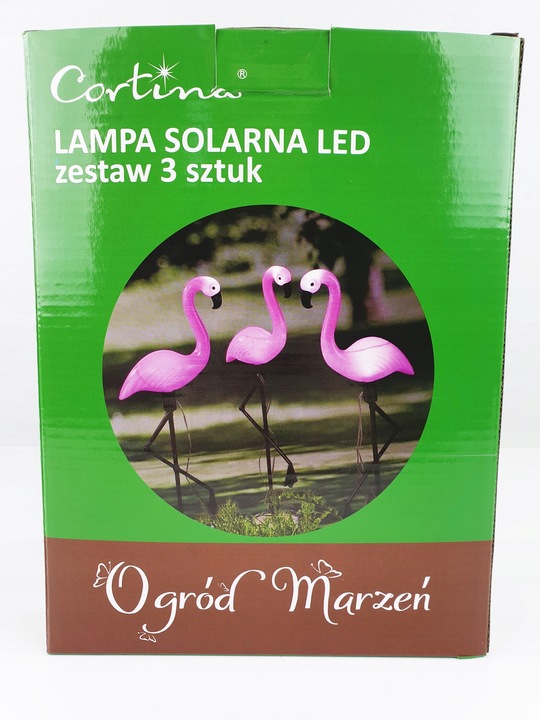 Cortina®
LAMPA SOLARNA LED
zestaw 3 sztuk
Ogród Marzeń